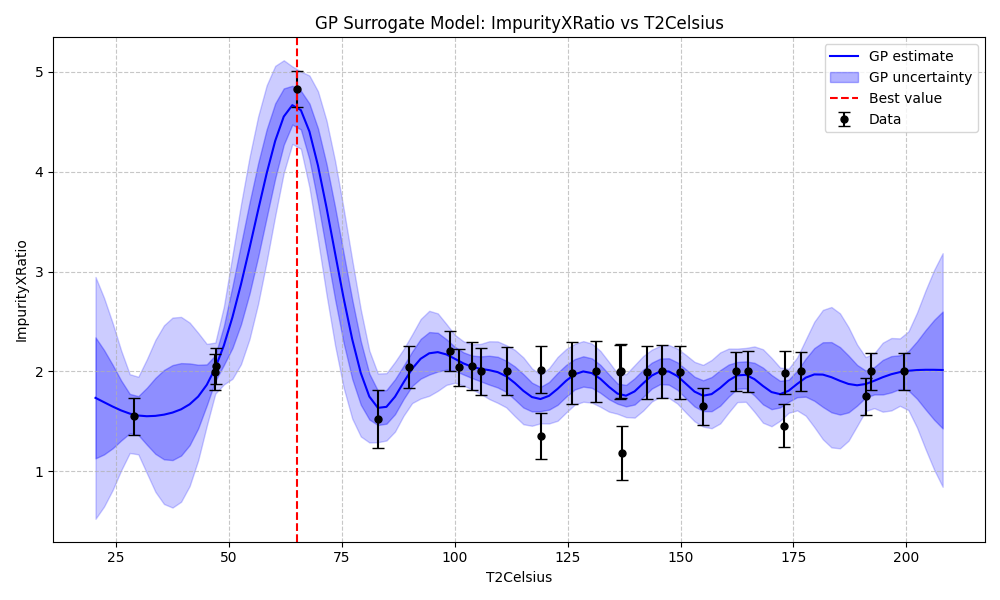 GP Surrogate Model: ImpurityXRatio vs T2Celsius
GP estimate
GP uncertainty
Best value
Data
5
4
3
2
1
ImpurityXRatio
25
50
75
100
125
150
175
200
T2Celsius